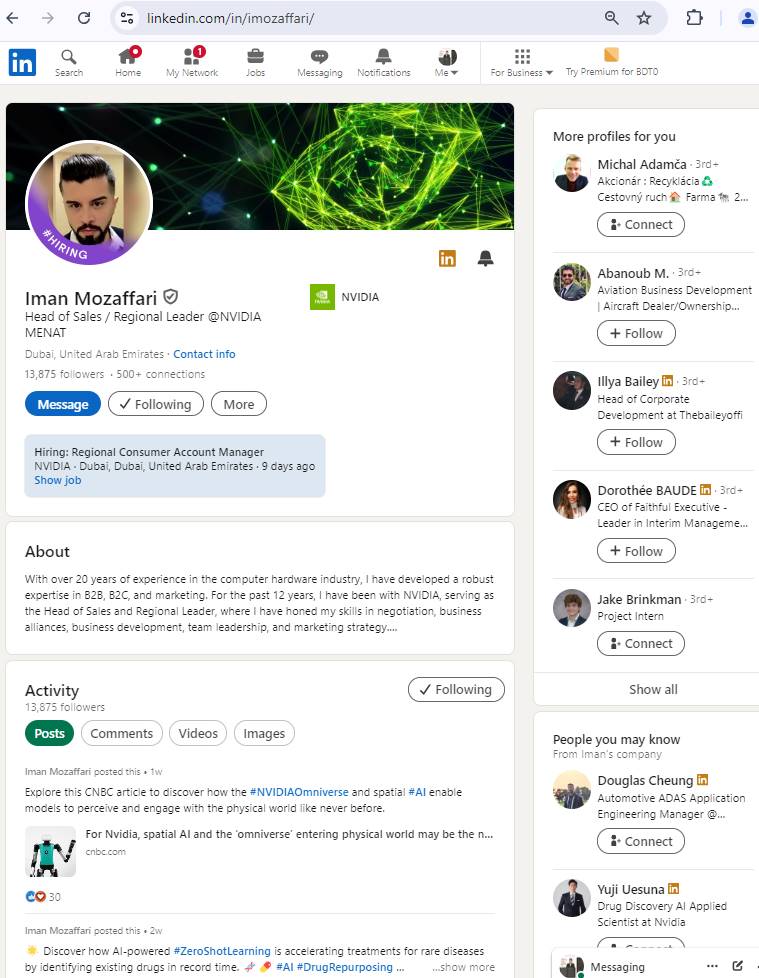 linkedin.com/in/imozaffari/
in
Search
Home
1
My Network
Jobs
Messaging
Notifications
Me
For Business
Try Premium for BDT0
#HIRING
in
Iman Mozaffari
Head of Sales / Regional Leader @NVIDIA
MENAT
NVIDIA
Dubai, United Arab Emirates · Contact info
13,875 followers · 500+ connections
Message
Following
More
Hiring: Regional Consumer Account Manager
NVIDIA · Dubai, Dubai, United Arab Emirates · 9 days ago
Show job
About
With over 20 years of experience in the computer hardware industry, I have developed a robust
expertise in B2B, B2C, and marketing. For the past 12 years, I have been with NVIDIA, serving as
the Head of Sales and Regional Leader, where I have honed my skills in negotiation, business
alliances, business development, team leadership, and marketing strategy....
Activity
13,875 followers
Following
Posts
Comments
Videos
Images
Iman Mozaffari posted this • 1w
Explore this CNBC article to discover how the #NVIDIAOmniverse and spatial #AI enable
models to perceive and engage with the physical world like never before.
For Nvidia, spatial AI and the 'omniverse' entering physical world may be the n...
cnbc.com
30
Iman Mozaffari posted this • 2w
☀️ Discover how AI-powered #ZeroShotLearning is accelerating treatments for rare diseases
by identifying existing drugs in record time. 🧬 💊 #AI #DrugRepurposing ... ...show more
More profiles for you
Michal Adamča · 3rd+
Akcionár : Recyklácia♻️
Cestovný ruch🏠 Farma 🐄 2...
Connect
Abanoub M. · 3rd+
Aviation Business Development
| Aircraft Dealer/Ownership...
Follow
Illya Bailey in · 3rd+
Head of Corporate
Development at Thebaileyoffi
Follow
Dorothée BAUDE in · 3rd+
CEO of Faithful Executive -
Leader in Interim Manageme...
Follow
Jake Brinkman · 3rd+
Project Intern
Connect
Show all
People you may know
From Iman's company
Douglas Cheung in
Automotive ADAS Application
Engineering Manager @...
Connect
Yuji Uesuna in
Drug Discovery AI Applied
Scientist at Nvidia
Connect
Messaging